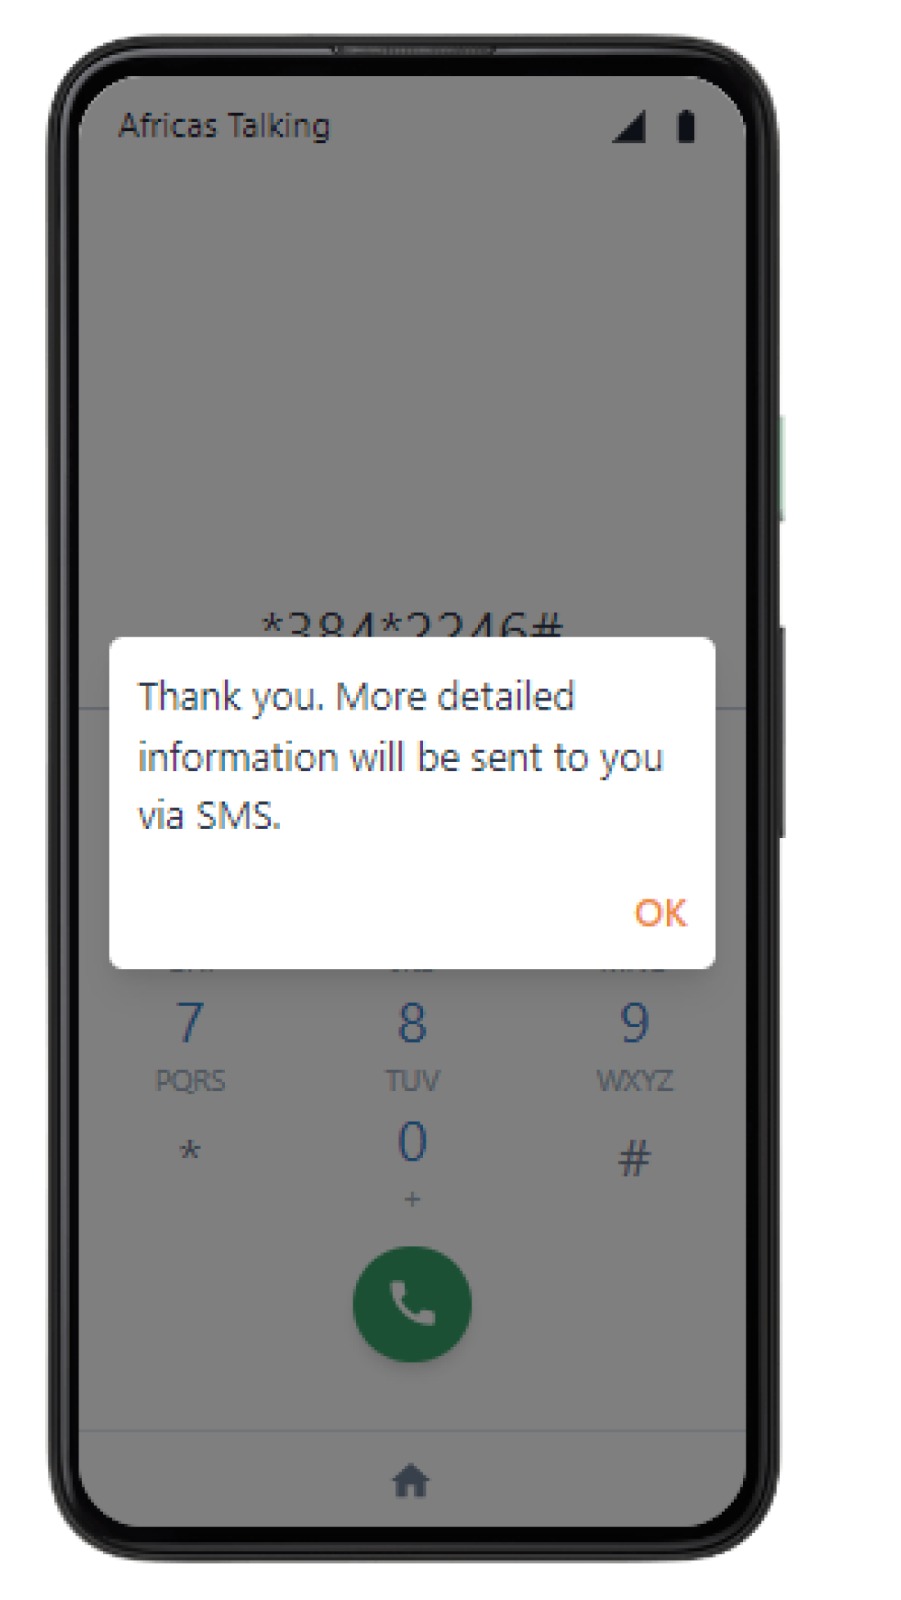 Africas Talking
*384*2246#
Thank you. More detailed
information will be sent to you
via SMS.
OK
7 8 9
PQRS TUV WXYZ
* 0 #
+